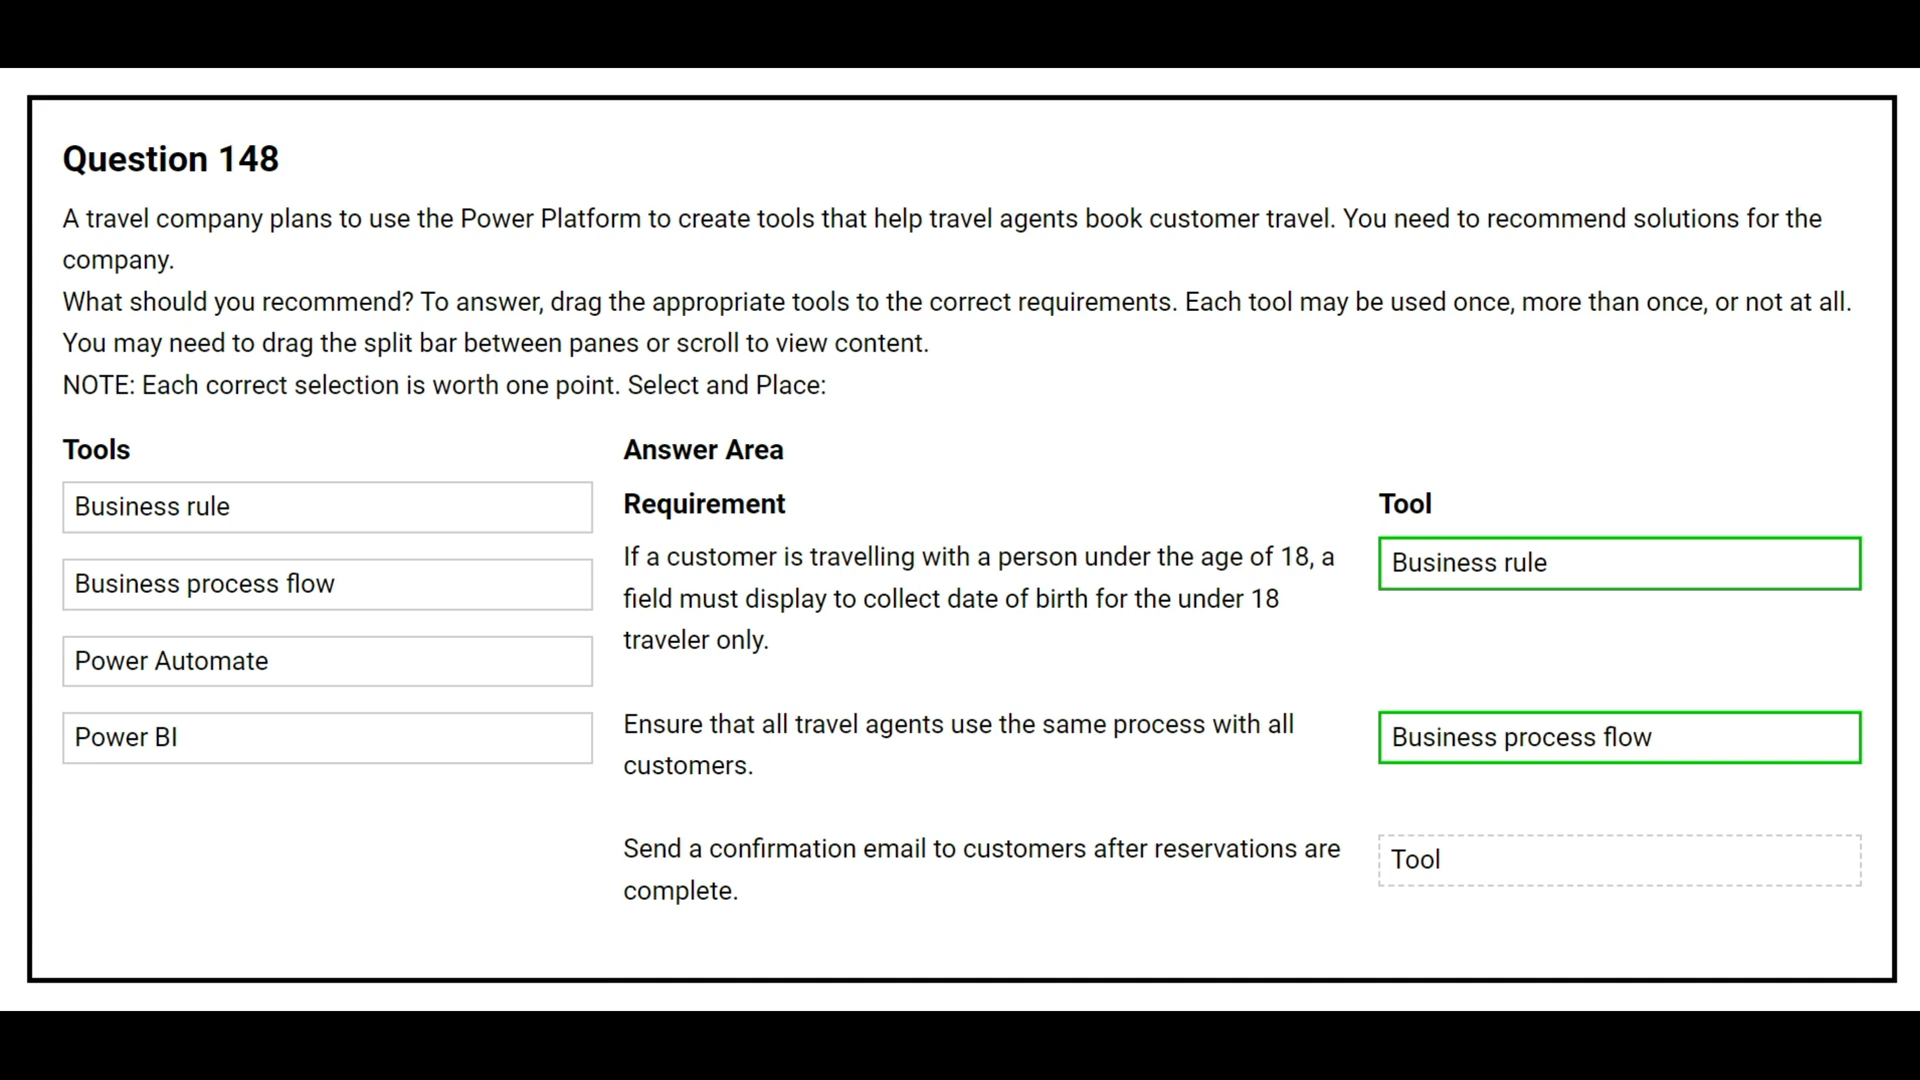 Question 148
A travel company plans to use the Power Platform to create tools that help travel agents book customer travel. You need to recommend solutions for the
company.
What should you recommend? To answer, drag the appropriate tools to the correct requirements. Each tool may be used once, more than once, or not at all.
You may need to drag the split bar between panes or scroll to view content.
NOTE: Each correct selection is worth one point. Select and Place:
Tools
Business rule
Business process flow
Power Automate
Power BI
Answer Area
Requirement
Tool
If a customer is travelling with a person under the age of 18, a
field must display to collect date of birth for the under 18
traveler only.
Business rule
Ensure that all travel agents use the same process with all
customers.
Business process flow
Send a confirmation email to customers after reservations are
complete.
Tool